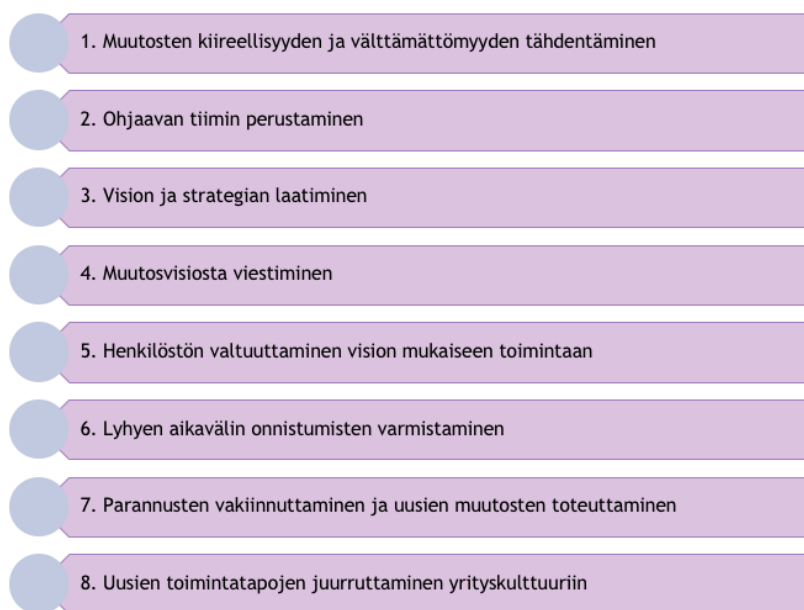 1. Muutosten kiireellisyyden ja välttämättömyyden tähdentäminen
2. Ohjaavan tiimin perustaminen
3. Vision ja strategian laatiminen
4. Muutosvisiosta viestiminen
5. Henkilöstön valtuuttaminen vision mukaiseen toimintaan
6. Lyhyen aikavälin onnistumisten varmistaminen
7. Parannusten vakiinnuttaminen ja uusien muutosten toteuttaminen
8. Uusien toimintatapojen juurruttaminen yrityskulttuuriin